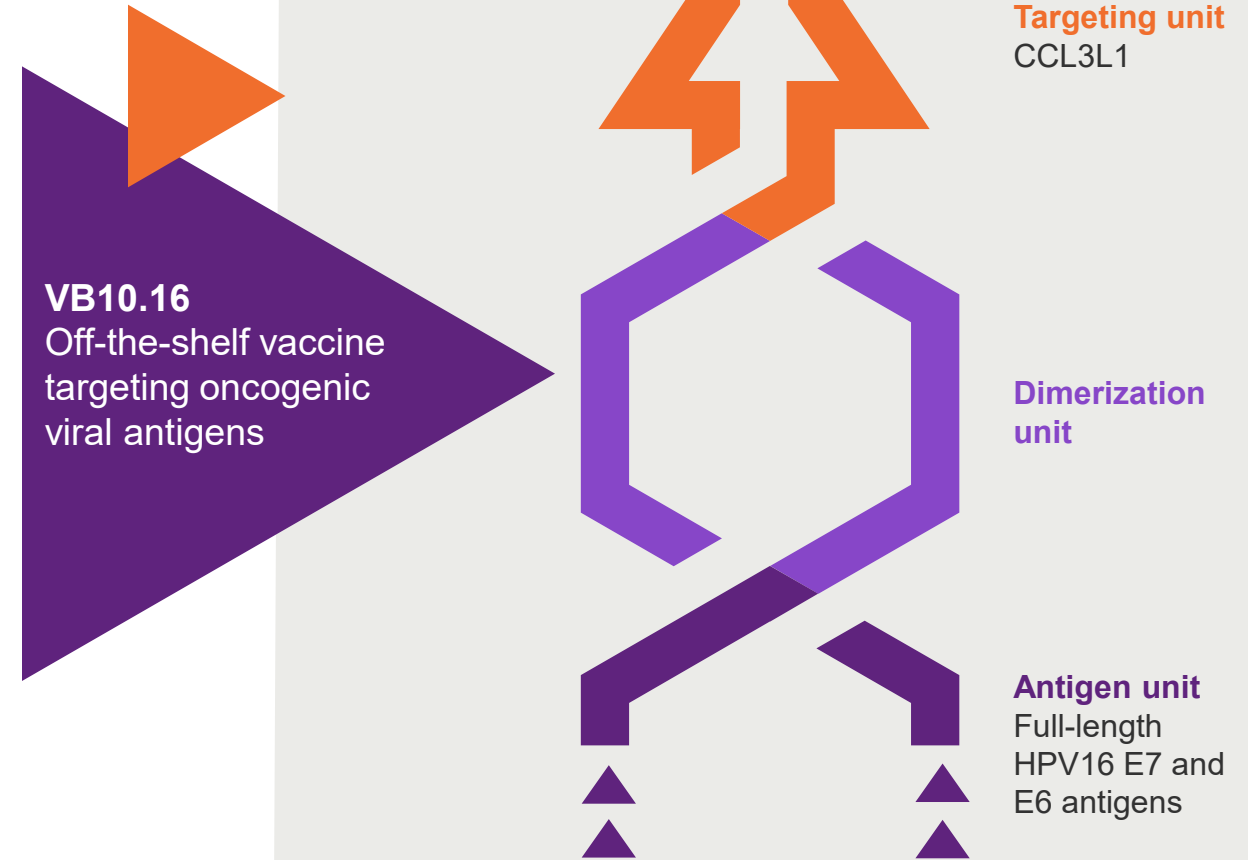 VB10.16
Off-the-shelf vaccine
targeting oncogenic
viral antigens
Targeting unit
CCL3L1
Dimerization
unit
Antigen unit
Full-length
HPV16 E7 and
E6 antigens